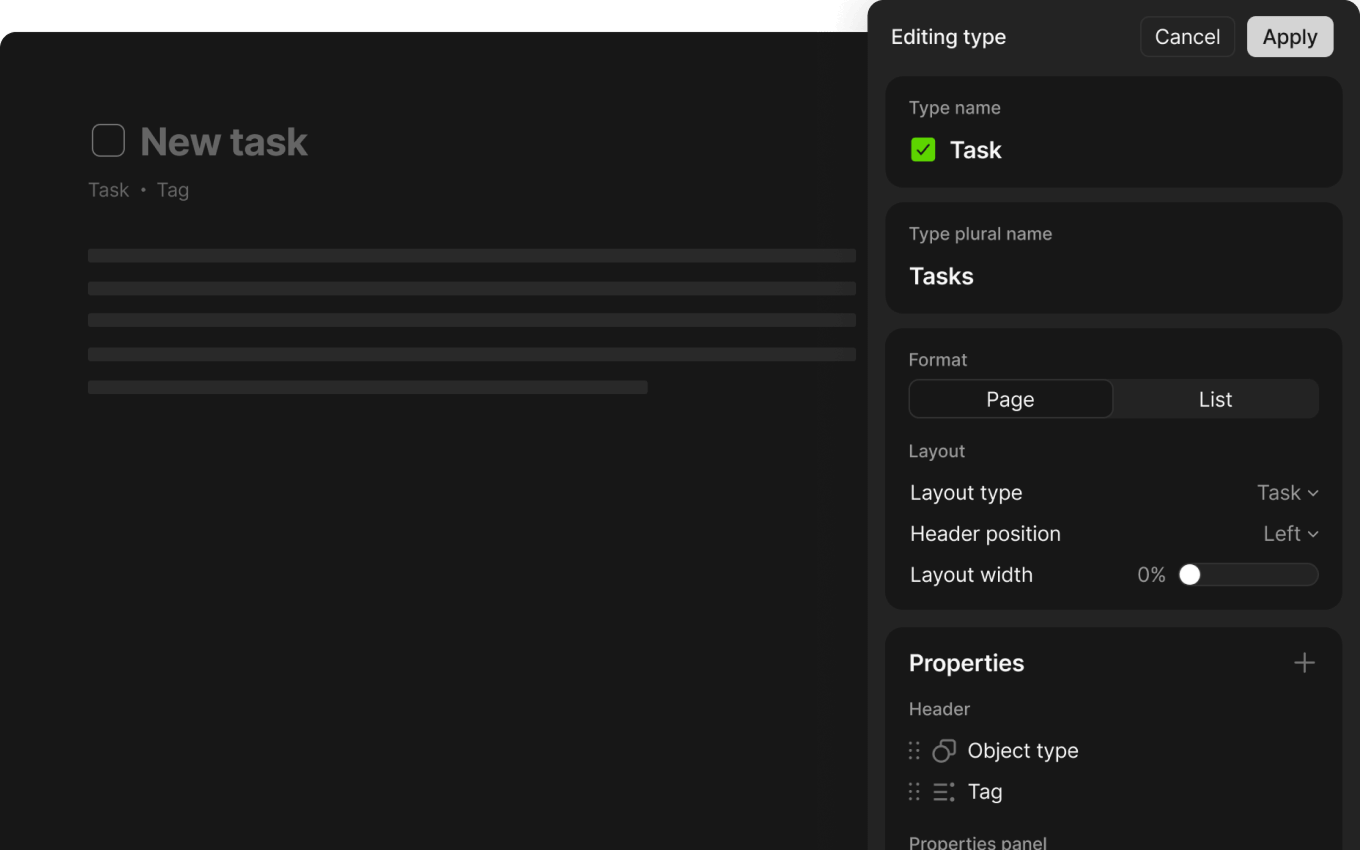 New task
Task • Tag
Editing type
Cancel
Apply
Type name
Task
Type plural name
Tasks
Format
Page
List
Layout
Layout type
Task
Header position
Left
Layout width
0%
Properties
Header
Object type
Tag
Properties panel